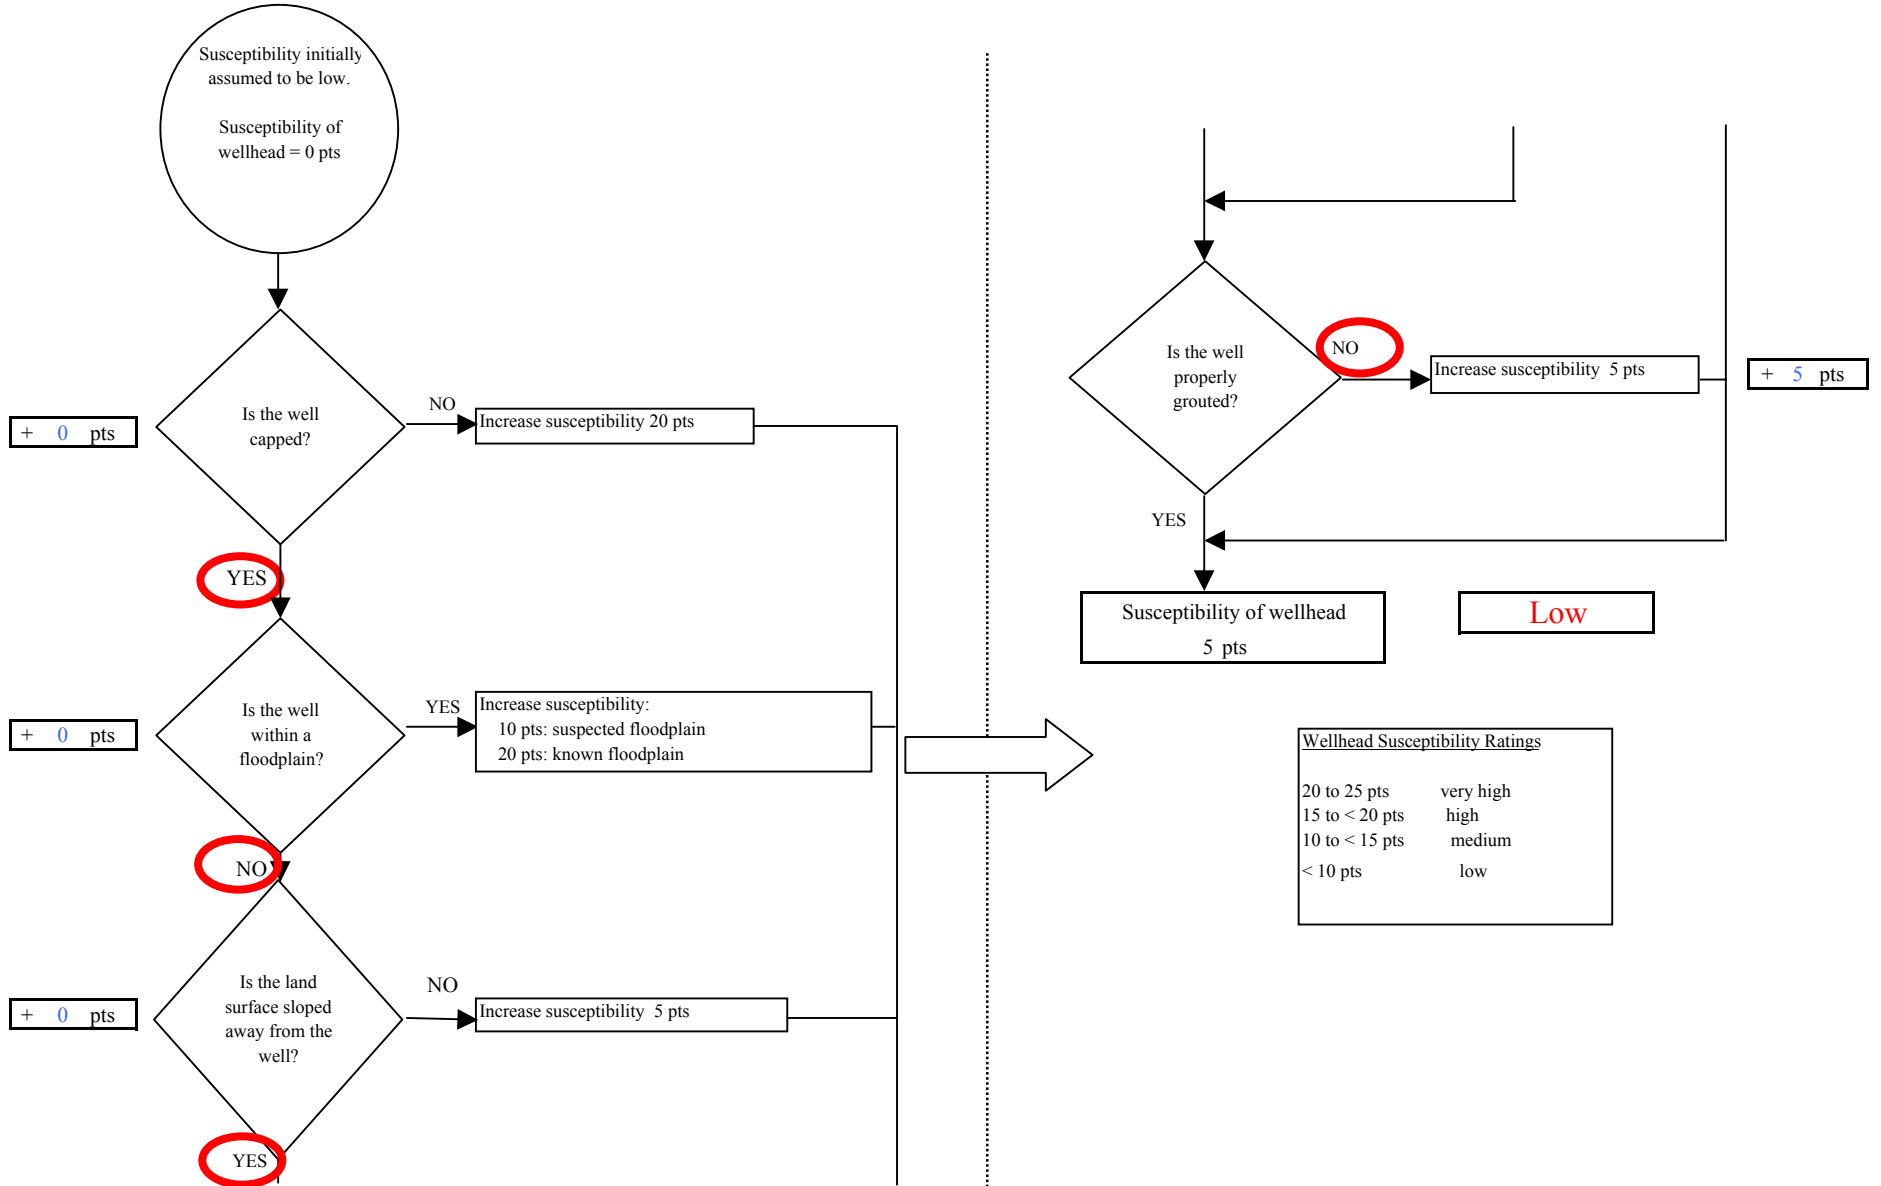 Susceptibility initially
assumed to be low.
Susceptibility of
wellhead = 0 pts
Is the well
capped?
NO
Increase susceptibility 20 pts
+ 0 pts
YES
Is the well
within a
floodplain?
YES
Increase susceptibility:
10 pts: suspected floodplain
20 pts: known floodplain
+ 0 pts
NO
Is the land
surface sloped
away from the
well?
NO
Increase susceptibility 5 pts
+ 0 pts
YES
Is the well
properly
grouted?
NO
Increase susceptibility 5 pts
+ 5 pts
YES
Susceptibility of wellhead
5 pts
Low
Wellhead Susceptibility Ratings
20 to 25 pts very high
15 to < 20 pts high
10 to < 15 pts medium
< 10 pts low